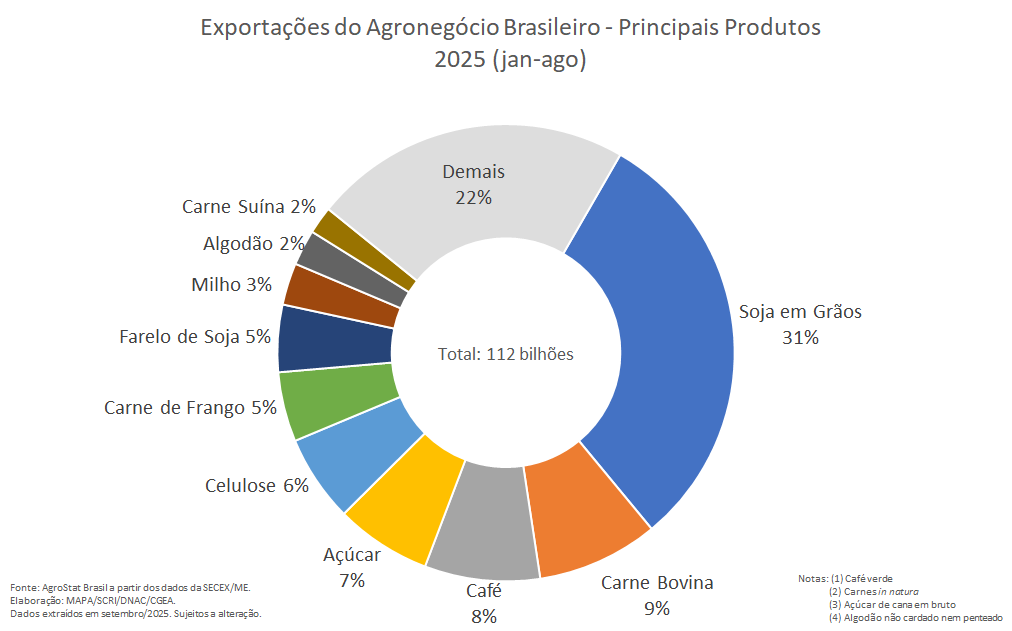 Exportações do Agronegócio Brasileiro - Principais Produtos
2025 (jan-ago)
Demais
22%
Carne Suína 2%
Algodão 2%
Milho 3%
Soja em Grãos
31%
Farelo de Soja 5%
Total: 112 bilhões
Carne de Frango 5%
Celulose 6%
Açúcar
7%
Café
8%
Carne Bovina
9%
Fonte: AgroStat Brasil a partir dos dados da SECEX/ME.
Elaboração: MAPA/SCRI/DNAC/CGEA.
Dados extraídos em setembro/2025. Sujeitos a alteração.
Notas: (1) Café verde
(2) Carnes in natura
(3) Açúcar de cana em bruto
(4) Algodão não cardado nem penteado